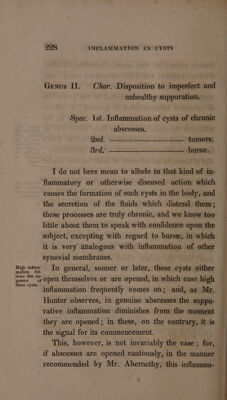 228 INFLAMMATION IN CYSTS
Genus II. Char. Disposition to imperfect and
unhealthy suppuration.
Spec. 1st. Inflammation of cysts of chronic
abscesses.
2nd. ——— tumors.
3rd. ——— bursæ.
I do not here mean to allude to that kind of in-
flammatory or otherwise diseased action which
causes the formation of such cysts in the body, and
the secretion of the fluids which distend them;
these processes are truly chronic, and we know too
little about them to speak with confidence upon the
subject, excepting with regard to bursæ, in which
it is very analogous with inflammation of other
synovial membranes.
High inflam-
mation fol-
lows the
of
these cysts.
In general, sooner or later, these cysts either
open themselves or are opened, in which case high
inflammation frequently comes on; and, as Mr.
Hunter observes, in genuine abscesses the suppu-
rative inflammation diminishes from the moment
they are opened; in these, on the contrary, it is
the signal for its commencement.
This, however, is not invariably the case; for,
if abscesses are opened cautiously, in the manner
recommended by Mr. Abernethy, this inflamma-